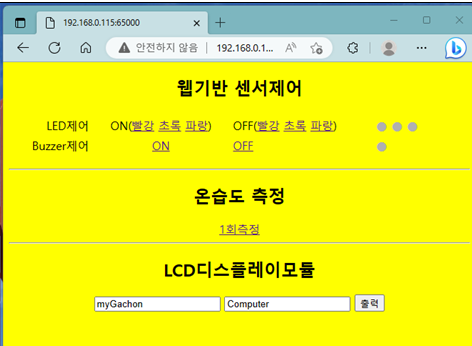 192.168.0.115:65000
안전하지 않음 | 192.168.0.1...
웹기반 센서제어
LED제어 ON(빨강 초록 파랑) OFF(빨강 초록 파랑)
Buzzer제어 ON OFF
온습도 측정
1회측정
LCD디스플레이모듈
myGachon Computer 출력